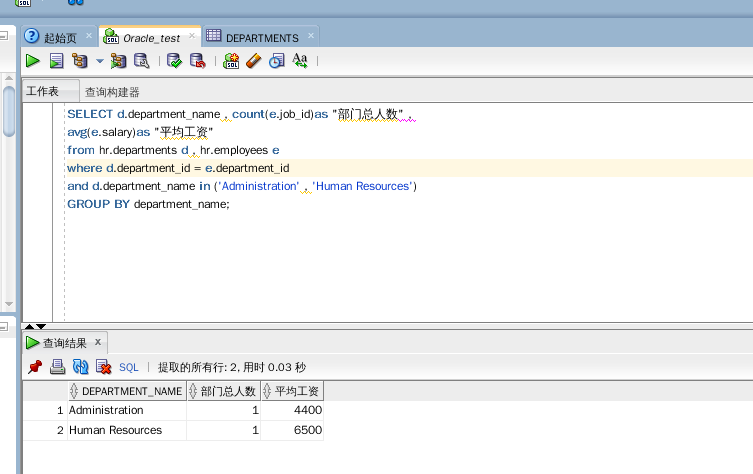 起始页 Oracle_test DEPARTMENTS
工作表 查询构建器
SELECT d.department_name，count(e.job_id)as "部门总人数"，
avg(e.salary)as "平均工资"
from hr.departments d，hr.employees e
where d.department_id = e.department_id
and d.department_name in ('Administration'，'Human Resources')
GROUP BY department_name;
查询结果 x
SQL | 提取的所有行: 2, 用时 0.03 秒
DEPARTMENT_NAME 部门总人数 平均工资
1 Administration 1 4400
2 Human Resources 1 6500